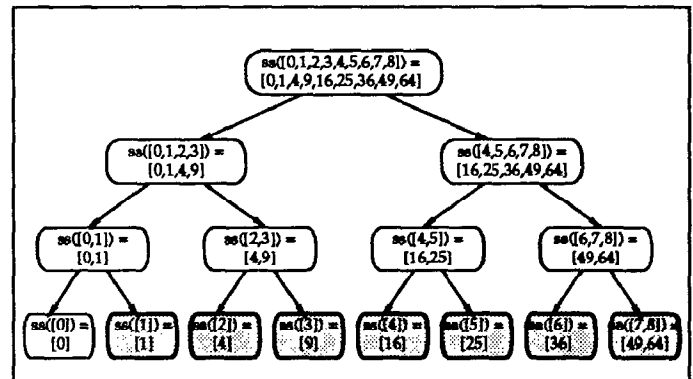 ss([0,1,2,3,4,5,6,7,8]) =
[0,1,4,9,16,25,36,49,64]
ss([0,1,2,3]) =
[0,1,4,9]
ss([4,5,6,7,8]) =
[16,25,36,49,64]
ss([0,1]) =
[0,1]
ss([2,3]) =
[4,9]
ss([4,5]) =
[16,25]
ss([6,7,8]) =
[49,64]
ss([0]) =
[0]
ss([1]) =
[1]
ss([2]) =
[4]
ss([3]) =
[9]
ss([4]) =
[16]
ss([5]) =
[25]
ss([6]) =
[36]
ss([7,8]) =
[49,64]